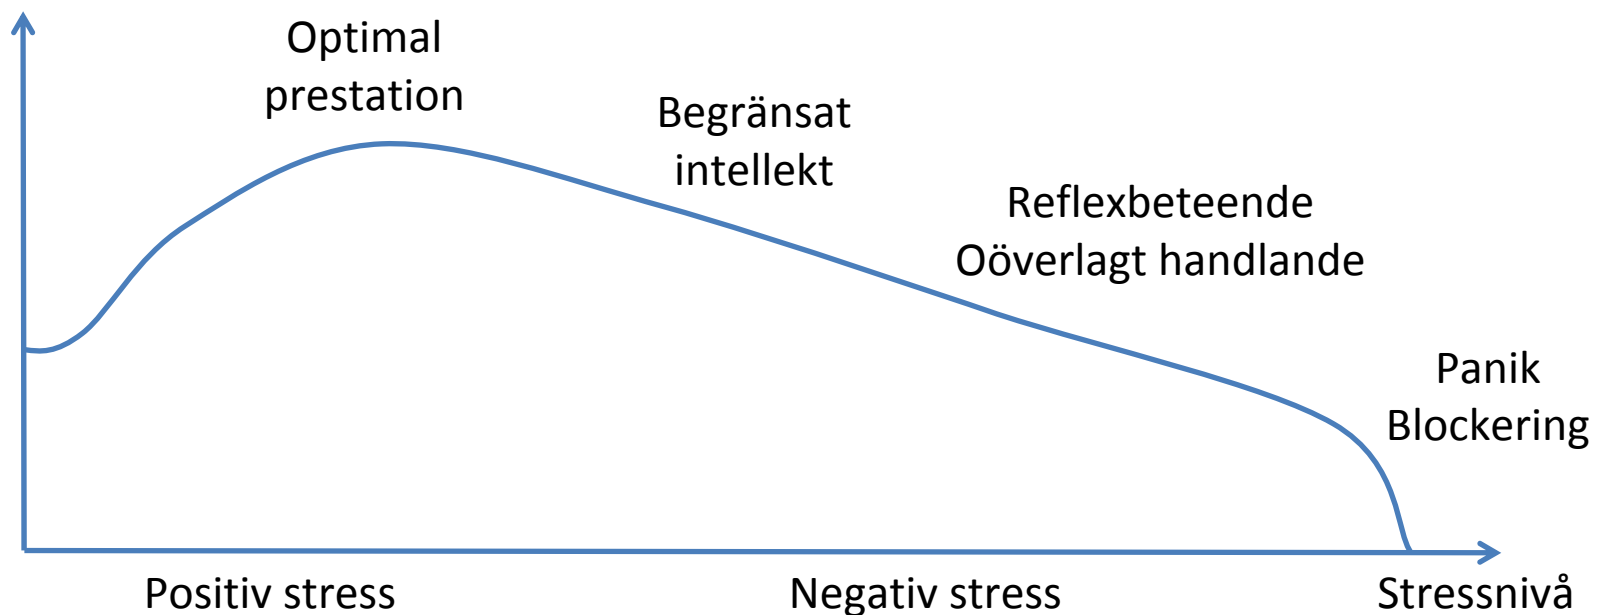 Optimal
prestation
Begränsat
intellekt
Reflexbeteende
Oöverlagt handlande
Panik
Blockering
Positiv stress
Negativ stress
Stressnivå